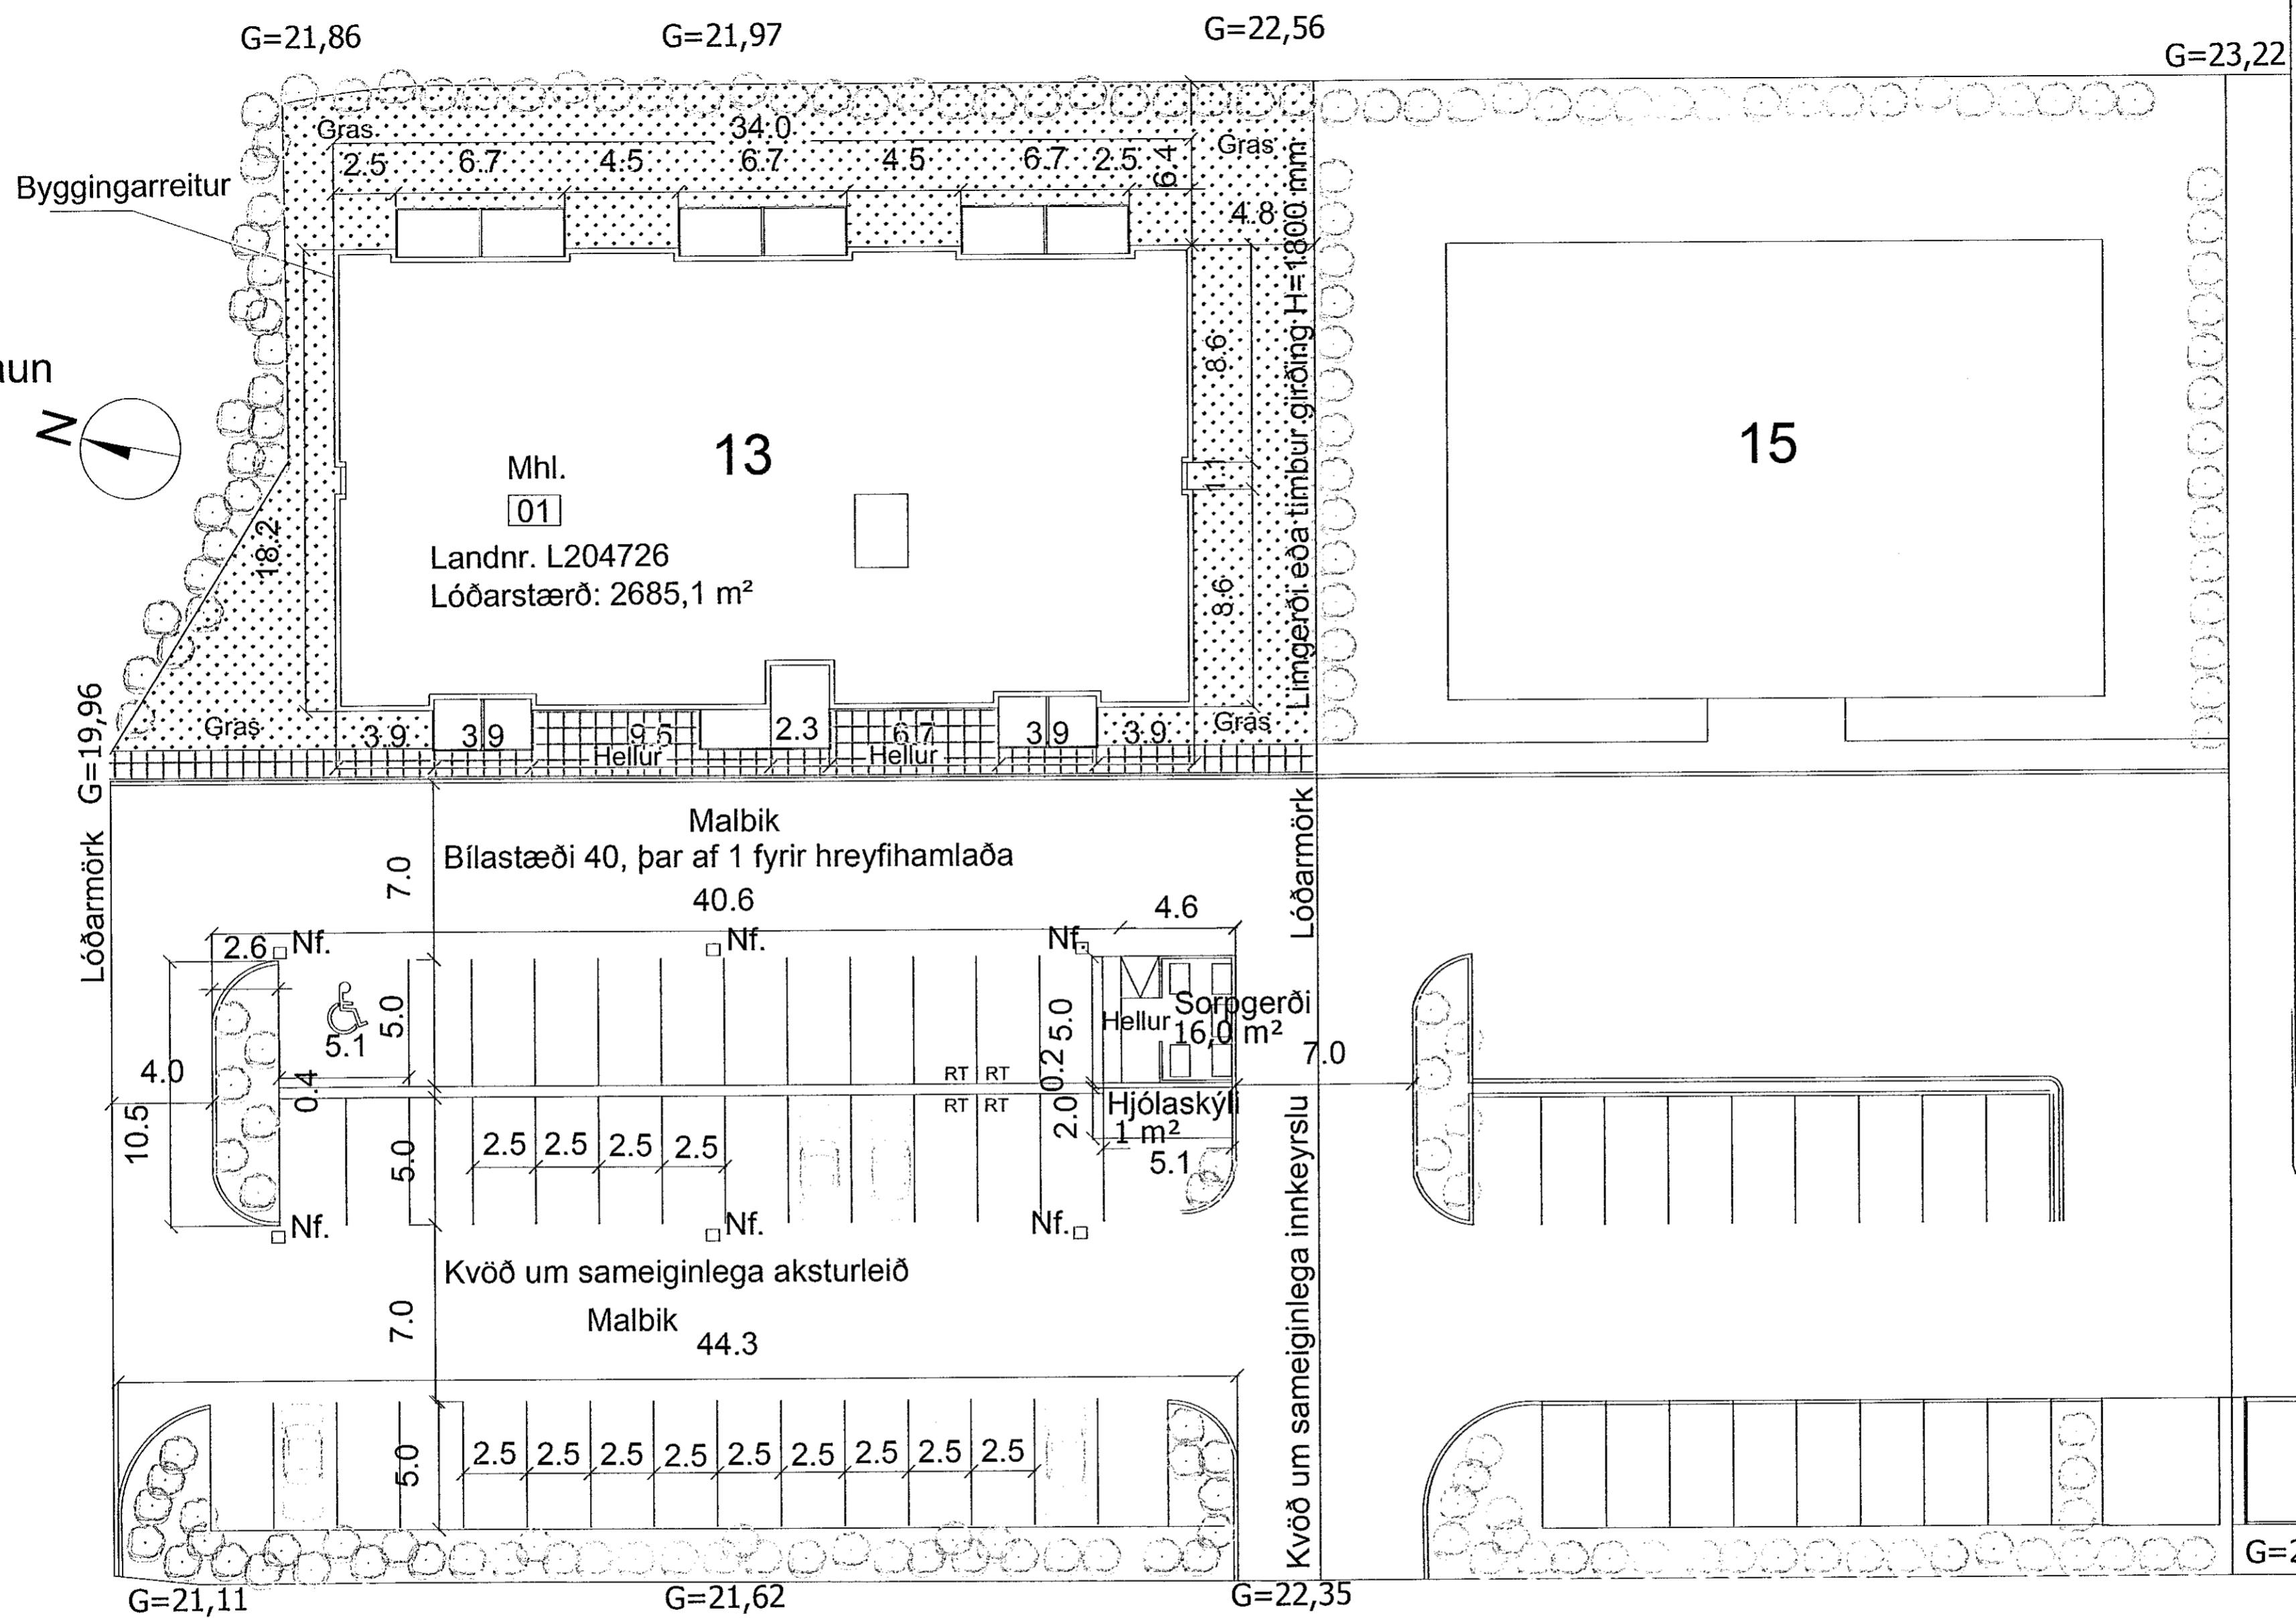 G=21,86
G=21,97
G=22,56
G=23,22
Gras
34.0
Gras
2.5
6.7
4.5
6.7
4.5
6.7
2.5
6.4
Byggingarreitur
4.8
aun
N
Limgerði eða timbur girðing H=1800 mm
8.6
1.1
8.6
13
15
Mhl.
01
Landnr. L204726
Lóðarstærð: 2685,1 m²
18.2
G=19,96
Gras
3.9
3.9
9.5
Hellur
2.3
6.7
Hellur
3.9
3.9
Gras
Lóðarmörk
Malbik
Bílastæði 40, þar af 1 fyrir hreyfihamlaða
7.0
40.6
4.6
Lóðarmörk
2.6
Nf.
Nf.
Nf.
5.0
5.1
5.0
Hellur
Sorpgerði
16,0 m²
7.0
4.0
0.4
RT
RT
0.2
RT
RT
2.0
Hjólaskýli
1 m²
10.5
5.0
2.5
2.5
2.5
2.5
5.1
Nf.
Nf.
Nf.
Kvöð um sameiginlega aksturleið
7.0
Malbik
44.3
Kvöð um sameiginlega innkeyrslu
5.0
2.5
2.5
2.5
2.5
2.5
2.5
2.5
2.5
2.5
G=21,11
G=21,62
G=22,35
G=2